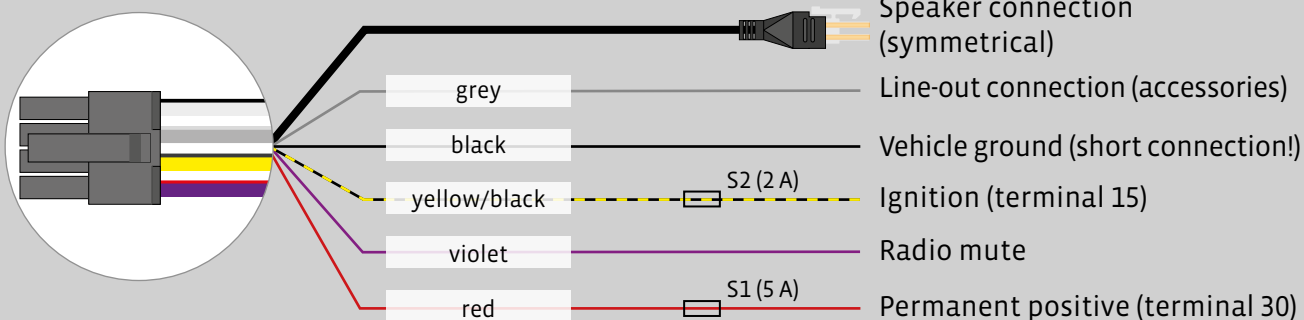 Speaker connection
(symmetrical)
grey
Line-out connection (accessories)
black
Vehicle ground (short connection!)
yellow/black
S2 (2 A)
Ignition (terminal 15)
violet
Radio mute
red
S1 (5 A)
Permanent positive (terminal 30)